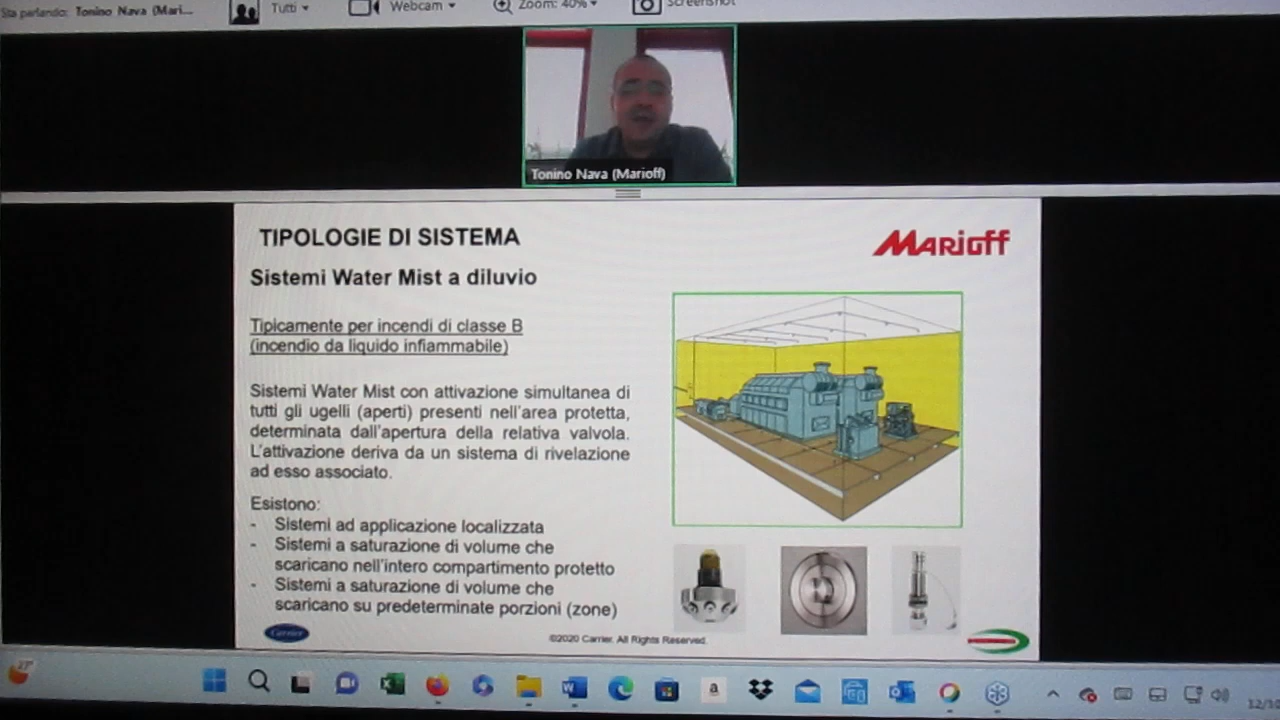 Sta parlando: Tonino Nava (Mari...
Tutti
Webcam
Zoom: 40%
Screenshot
Tonino Nava (Marioff)
TIPOLOGIE DI SISTEMA
MARIOFF
Sistemi Water Mist a diluvio
Tipicamente per incendi di classe B
(incendio da liquido infiammabile)
Sistemi Water Mist con attivazione simultanea di
tutti gli ugelli (aperti) presenti nell'area protetta,
determinata dall'apertura della relativa valvola.
L'attivazione deriva da un sistema di rivelazione
ad esso associato.
Esistono:
- Sistemi ad applicazione localizzata
- Sistemi a saturazione di volume che
scaricano nell'intero compartimento protetto
- Sistemi a saturazione di volume che
scaricano su predeterminate porzioni (zone)
Carrier
©2020 Carrier. All Rights Reserved.
27°